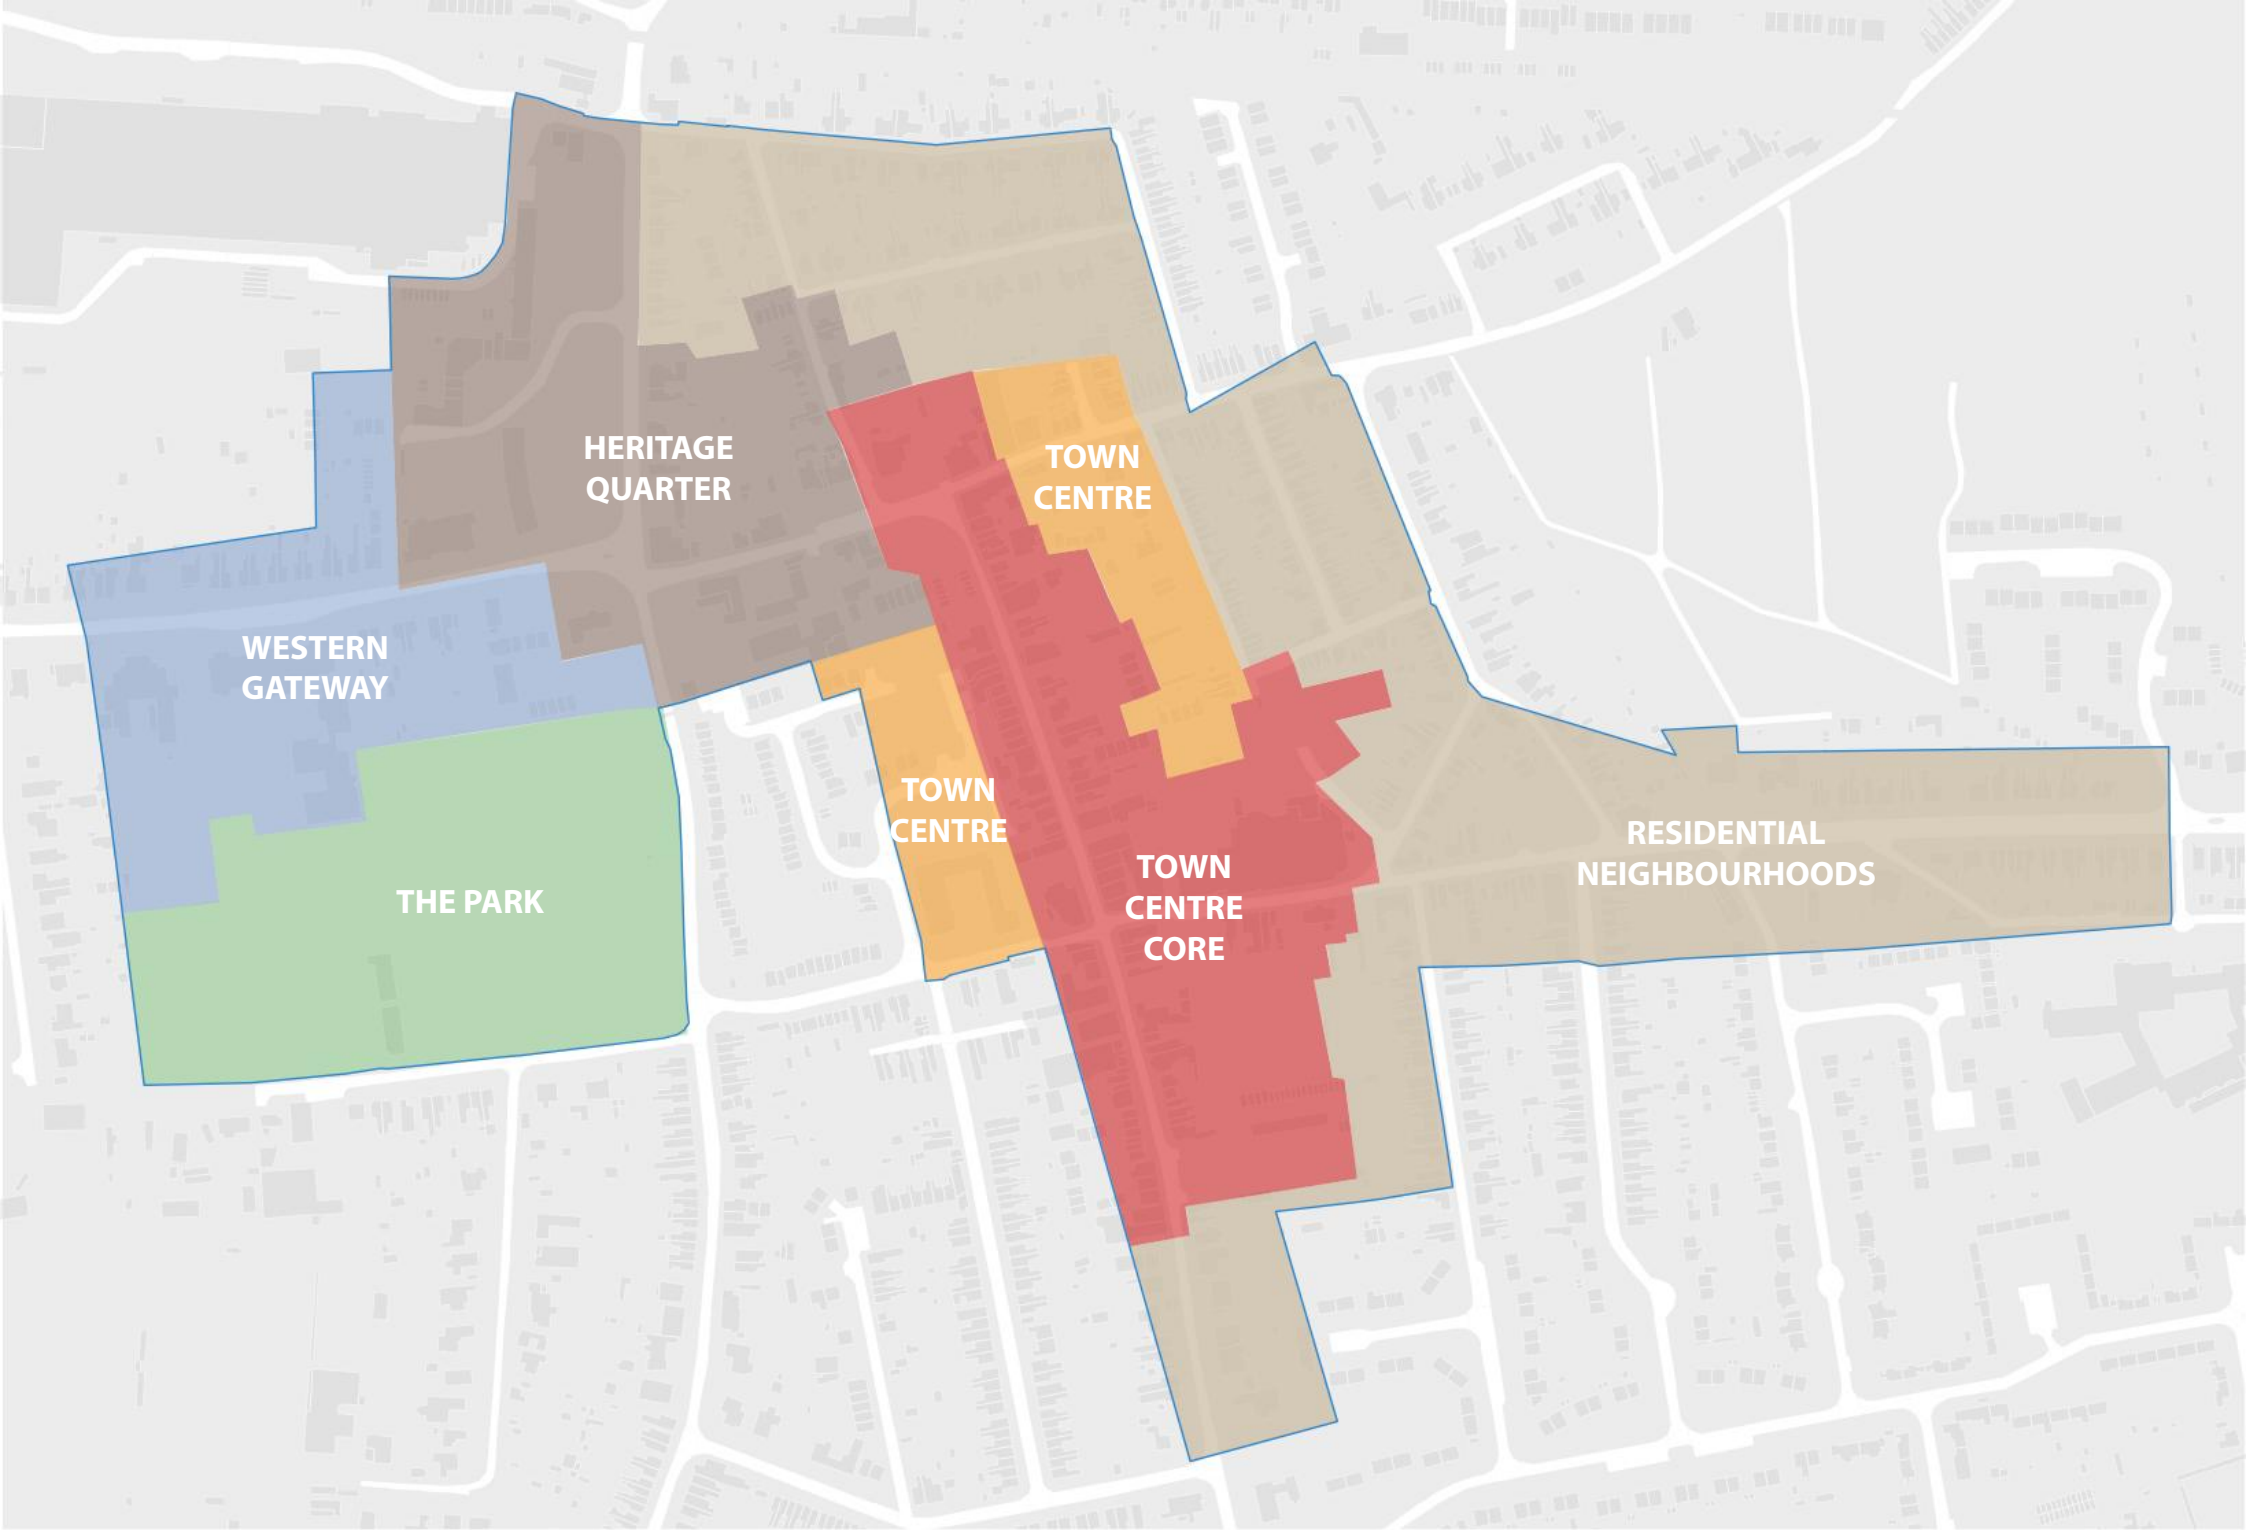 HERITAGE
QUARTER
TOWN
CENTRE
WESTERN
GATEWAY
TOWN
CENTRE
THE PARK
TOWN
CENTRE
CORE
RESIDENTIAL
NEIGHBOURHOODS